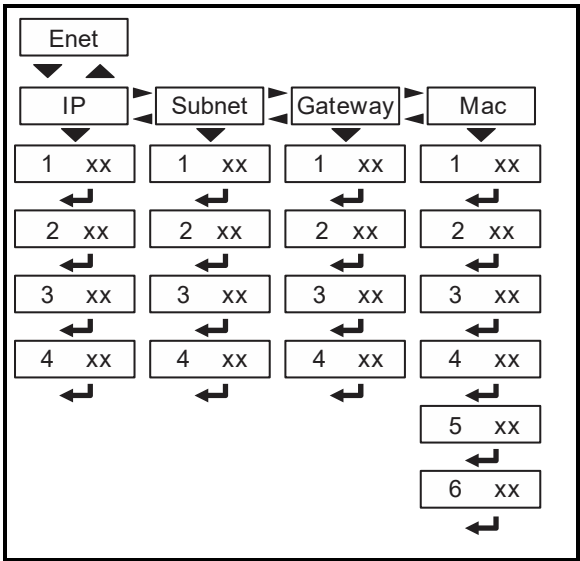 Enet
IP Subnet Gateway Mac
1 xx 1 xx 1 xx 1 xx
2 xx 2 xx 2 xx 2 xx
3 xx 3 xx 3 xx 3 xx
4 xx 4 xx 4 xx 4 xx
5 xx
6 xx